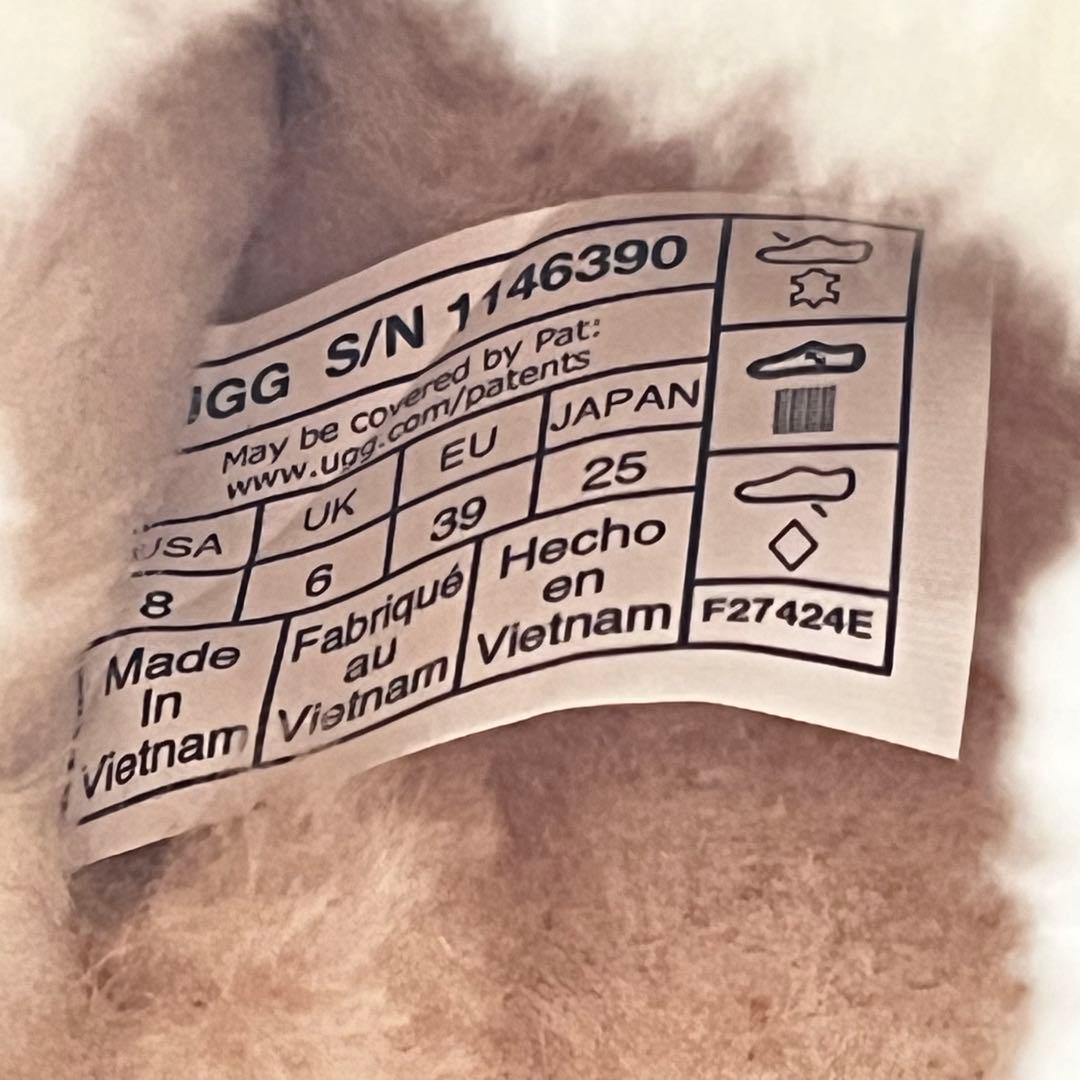 UGG S/N 1146390
May be covered by Pat:
www.ugg.com/patents
USA UK EU JAPAN
8 6 39 25
Made
In
Vietnam
Fabriqué
au
Vietnam
Hecho
en
Vietnam
F27424E